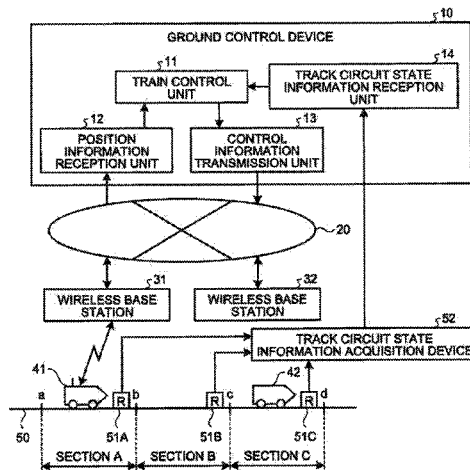 10
GROUND CONTROL DEVICE
11
14
TRAIN CONTROL
UNIT
TRACK CIRCUIT STATE
INFORMATION RECEPTION
UNIT
12
13
POSITION
INFORMATION
RECEPTION UNIT
CONTROL
INFORMATION
TRANSMISSION UNIT
20
31
32
WIRELESS BASE
STATION
WIRELESS BASE
STATION
52
TRACK CIRCUIT STATE
INFORMATION ACQUISITION DEVICE
41
42
a
R
b
R
c
R
d
50
51A
51B
51C
SECTION A
SECTION B
SECTION C